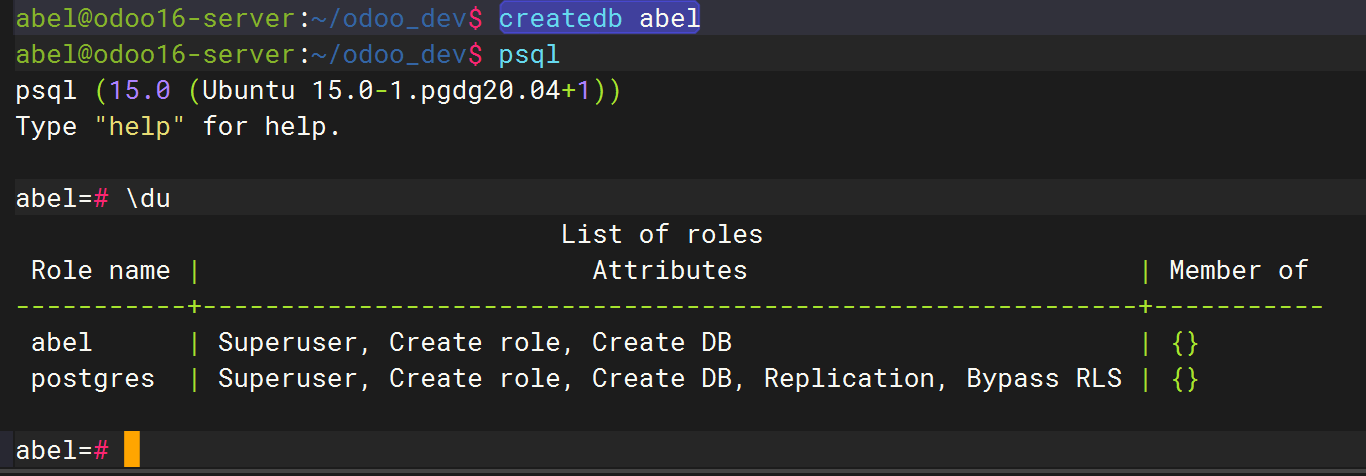 abel@odoo16-server:~/odoo_dev$ createdb abel
abel@odoo16-server:~/odoo_dev$ psql
psql (15.0 (Ubuntu 15.0-1.pgdg20.04+1))
Type "help" for help.
abel=# \du
List of roles
Role name | Attributes | Member of
-----------+------------------------------------------------------------+-----------
abel | Superuser, Create role, Create DB | {}
postgres | Superuser, Create role, Create DB, Replication, Bypass RLS | {}
abel=#